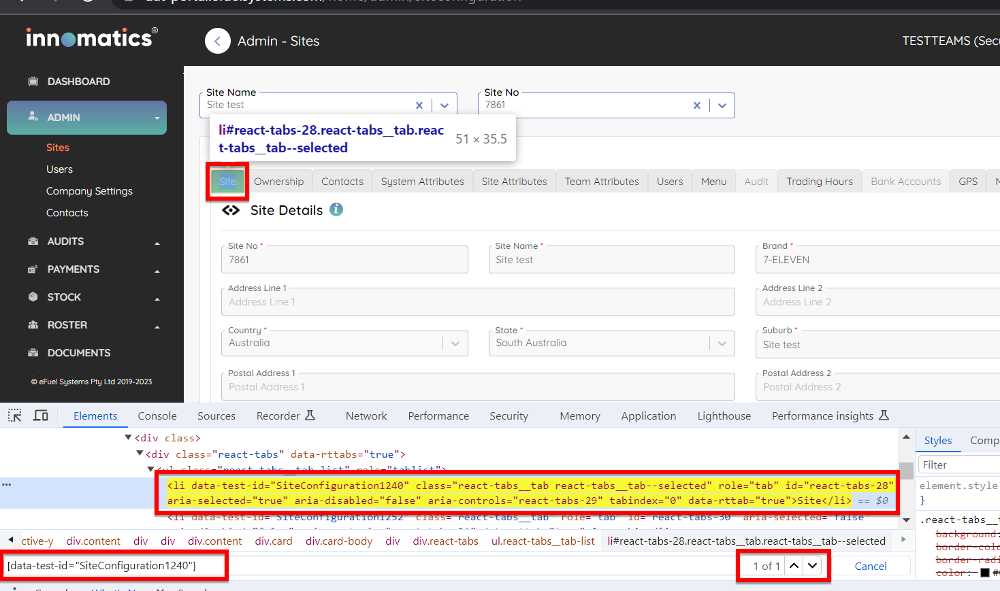 innomatics®
Admin - Sites
TESTTEAMS (Secu
DASHBOARD
ADMIN
Sites
Users
Company Settings
Contacts
AUDITS
PAYMENTS
STOCK
ROSTER
DOCUMENTS
© eFuel Systems Pty Ltd 2019-2023
Site Name
Site test
Site No
7861
li#react-tabs-28.react-tabs__tab.reac
t-tabs__tab--selected
51 × 35.5
Site Ownership Contacts System Attributes Site Attributes Team Attributes Users Menu Audit Trading Hours Bank Accounts GPS
Site Details
Site No *
7861
Site Name *
Site test
Brand *
7-ELEVEN
Address Line 1
Address Line 1
Address Line 2
Address Line 2
Country *
Australia
State *
South Australia
Suburb *
Site test
Postal Address 1
Postal Address 1
Postal Address 2
Postal Address 2
Elements Console Sources Recorder Network Performance Security Memory Application Lighthouse Performance insights
<div class>
<div class="react-tabs" data-rttabs="true">
<ul class="react-tabs__tab-list" role="tablist">
<li data-test-id="SiteConfiguration1240" class="react-tabs__tab react-tabs__tab--selected" role="tab" id="react-tabs-28"
aria-selected="true" aria-disabled="false" aria-controls="react-tabs-29" tabindex="0" data-rttab="true">Site</li> == $0
<li data-test-id="SiteConfiguration1252" class="react-tabs__tab" role="tab" id="react-tabs-30" aria-selected="false"
Styles Comp
Filter
element.style
}
.react-tabs__t
background:
border-colo
border-radi
color: #
ctive-y div.content div div div.content div.card div.card-body div div.react-tabs ul.react-tabs__tab-list li#react-tabs-28.react-tabs__tab.react-tabs__tab--selected
[data-test-id="SiteConfiguration1240"]
1 of 1
Cancel